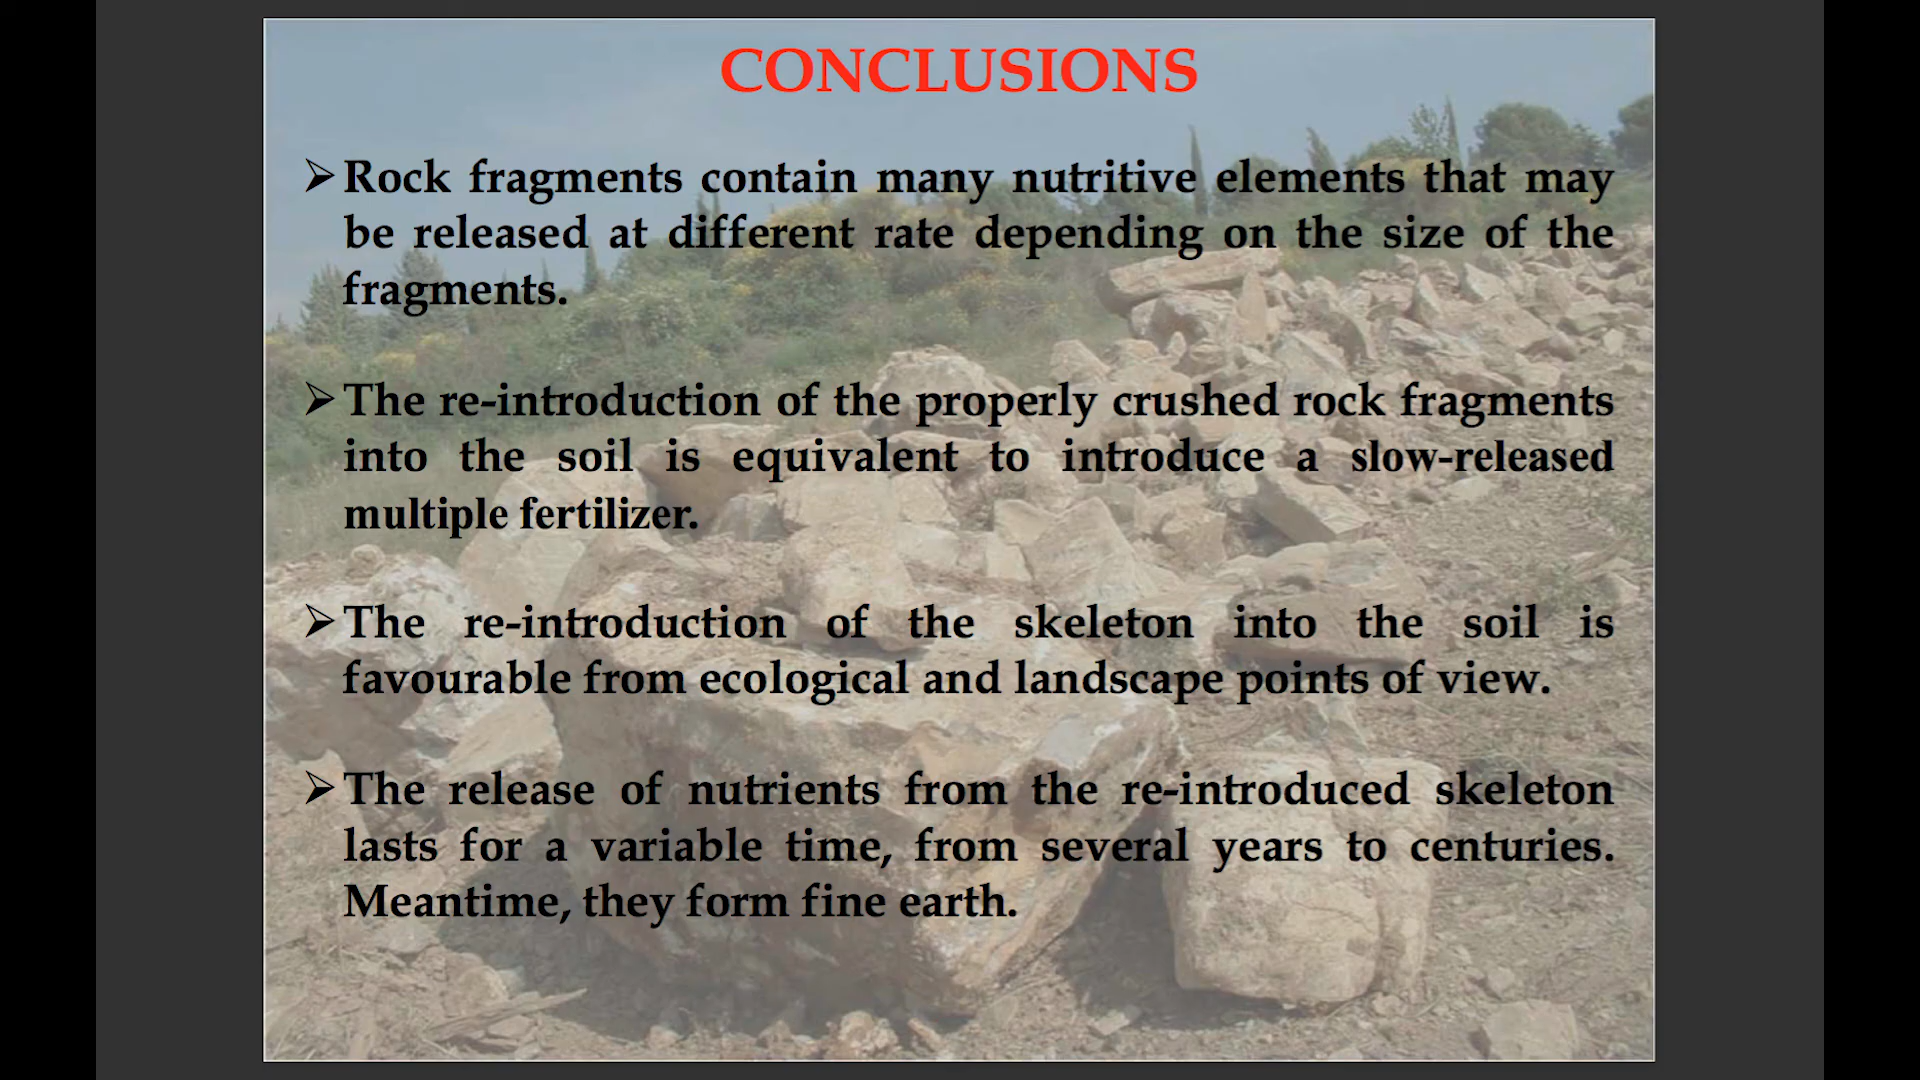 CONCLUSIONS
➢ Rock fragments contain many nutritive elements that may
be released at different rate depending on the size of the
fragments.
➢ The re-introduction of the properly crushed rock fragments
into the soil is equivalent to introduce a slow-released
multiple fertilizer.
➢ The re-introduction of the skeleton into the soil is
favourable from ecological and landscape points of view.
➢ The release of nutrients from the re-introduced skeleton
lasts for a variable time, from several years to centuries.
Meantime, they form fine earth.